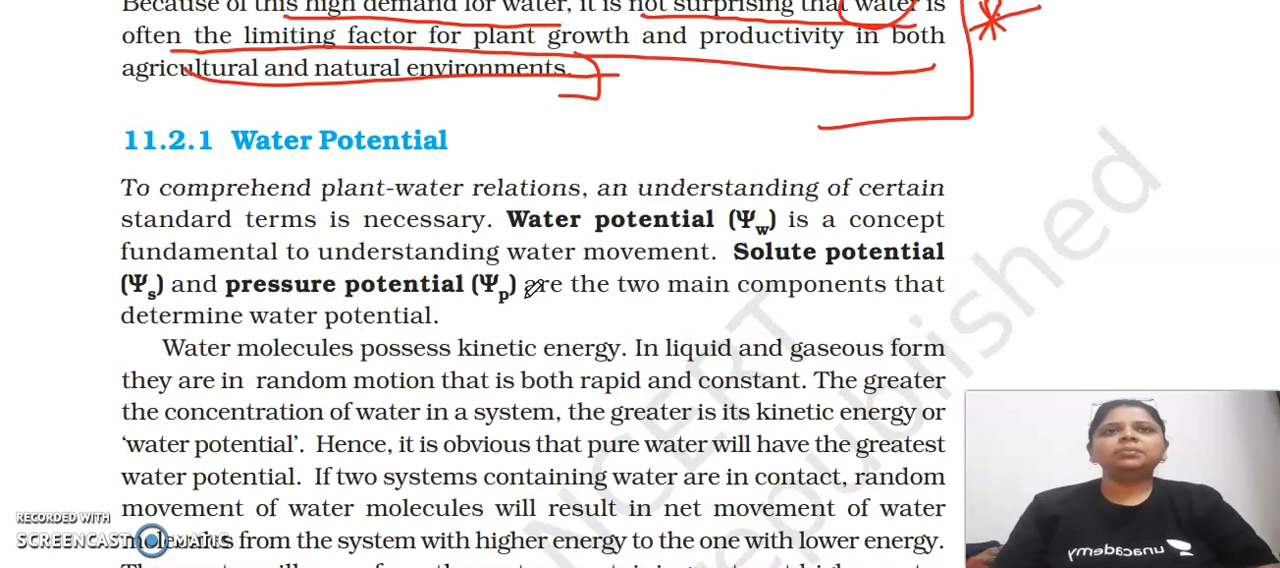 Because of this high demand for water, it is not surprising that water is
often the limiting factor for plant growth and productivity in both
agricultural and natural environments.
11.2.1 Water Potential
To comprehend plant-water relations, an understanding of certain
standard terms is necessary. Water potential (Ψw) is a concept
fundamental to understanding water movement. Solute potential
(Ψs) and pressure potential (Ψp) are the two main components that
determine water potential.
Water molecules possess kinetic energy. In liquid and gaseous form
they are in random motion that is both rapid and constant. The greater
the concentration of water in a system, the greater is its kinetic energy or
‘water potential’. Hence, it is obvious that pure water will have the greatest
water potential. If two systems containing water are in contact, random
movement of water molecules will result in net movement of water
molecules from the system with higher energy to the one with lower energy.
NCERT
republished
RECORDED WITH
SCREENCAST MATIC
unacademy